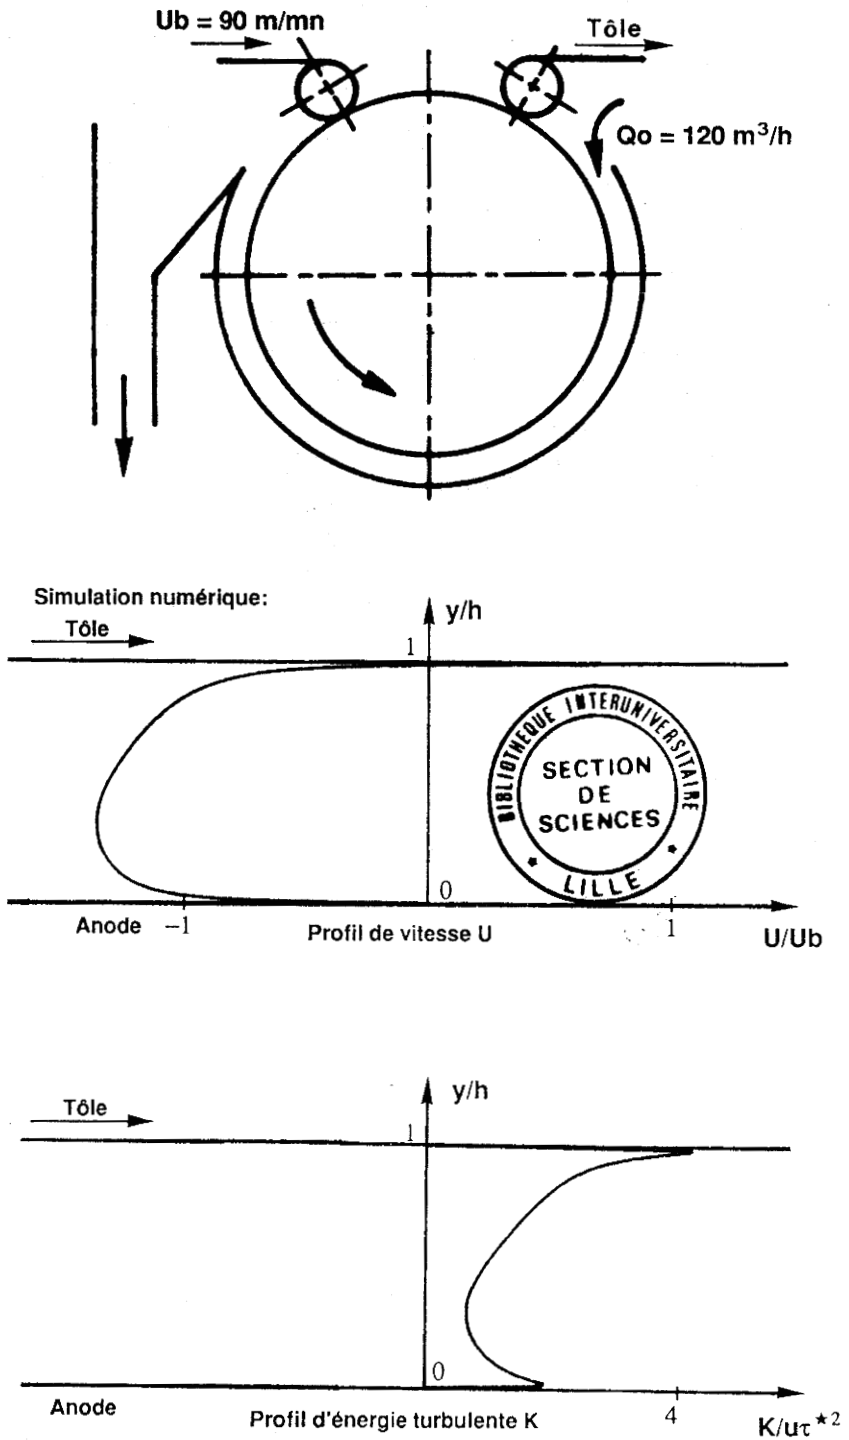 Ub = 90 m/mn
Tôle
Qo = 120 m³/h
Simulation numérique:
Tôle
y/h
1
BIBLIOTHEQUE INTERUNIVERSITAIRE
SECTION
DE
SCIENCES
* LILLE *
0
Anode
-1
Profil de vitesse U
1
U/Ub
Tôle
y/h
1
0
Anode
Profil d'énergie turbulente K
4
K/uτ*2